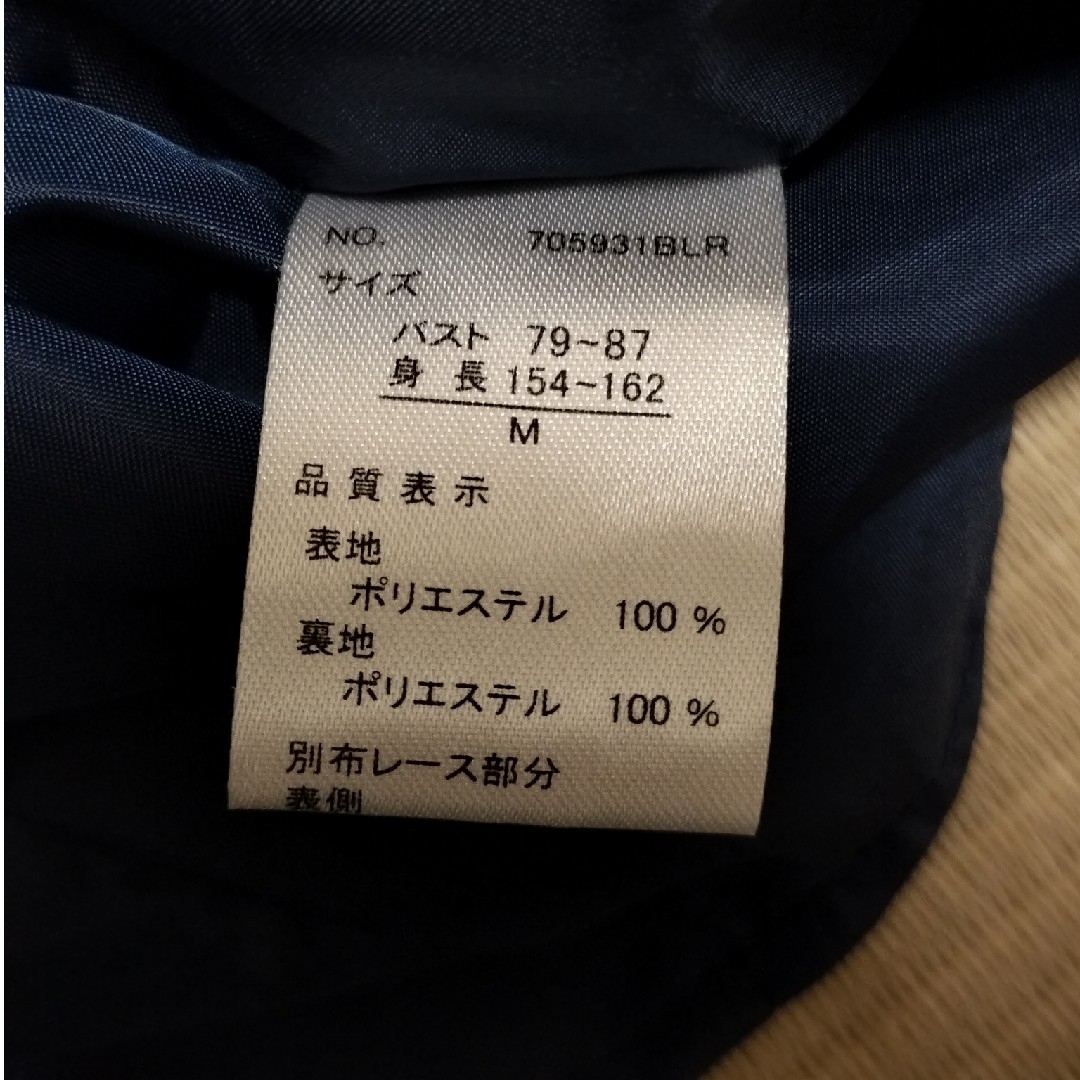 NO. 705931BLR
サイズ
バスト 79~87
身 長 154~162
M
品 質 表 示
表地
ポリエステル 100 %
裏地
ポリエステル 100 %
別布レース部分
表側